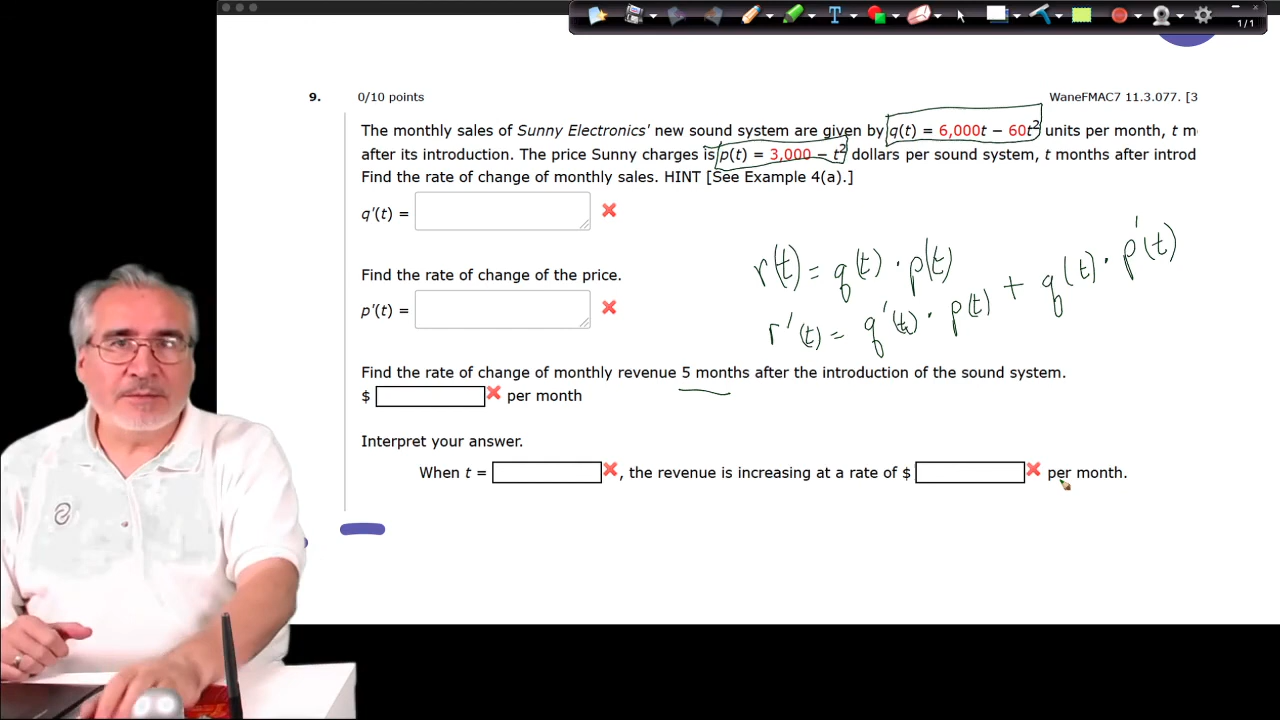 1/1
9.
0/10 points
WaneFMAC7 11.3.077. [3
The monthly sales of Sunny Electronics' new sound system are given by q(t) = 6,000t − 60t² units per month, t m
after its introduction. The price Sunny charges is p(t) = 3,000 − t² dollars per sound system, t months after introd
Find the rate of change of monthly sales. HINT [See Example 4(a).]
q'(t) =
r(t) = q(t) · p(t)
Find the rate of change of the price.
r'(t) = q'(t) · p(t) + q(t) · p'(t)
p'(t) =
Find the rate of change of monthly revenue 5 months after the introduction of the sound system.
$ per month
Interpret your answer.
When t = , the revenue is increasing at a rate of $ per month.